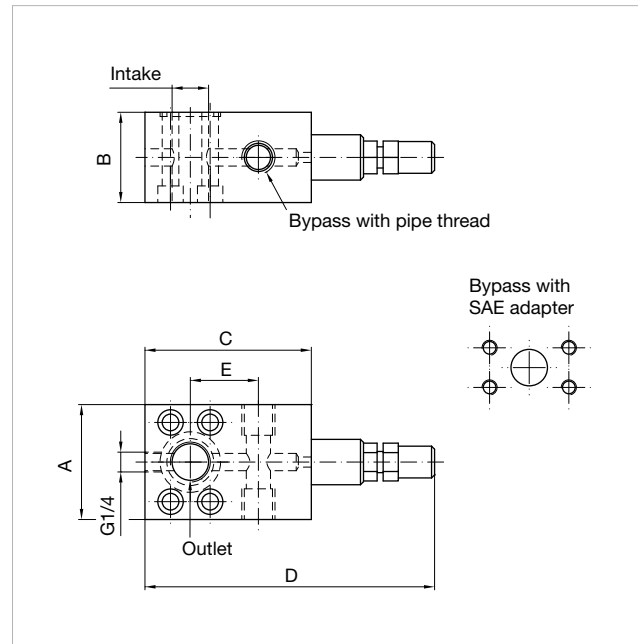 Intake
B
Bypass with pipe thread
Bypass with
SAE adapter
C
E
A
G1/4
Outlet
D